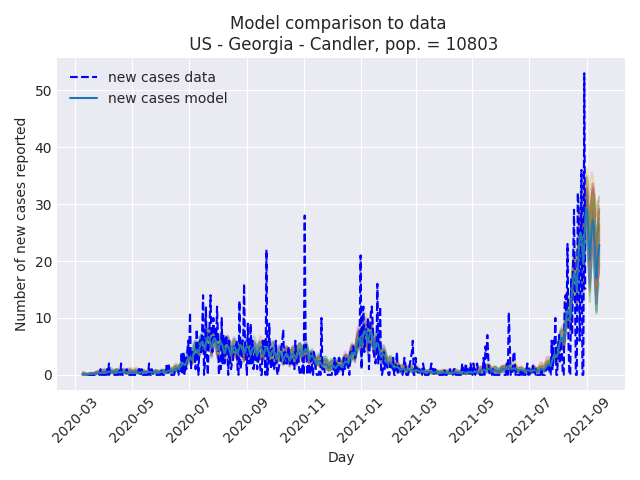 Model comparison to data
US - Georgia - Candler, pop. = 10803
new cases data
new cases model
Number of new cases reported
50
40
30
20
10
0
2020-03
2020-05
2020-07
2020-09
2020-11
2021-01
2021-03
2021-05
2021-07
2021-09
Day